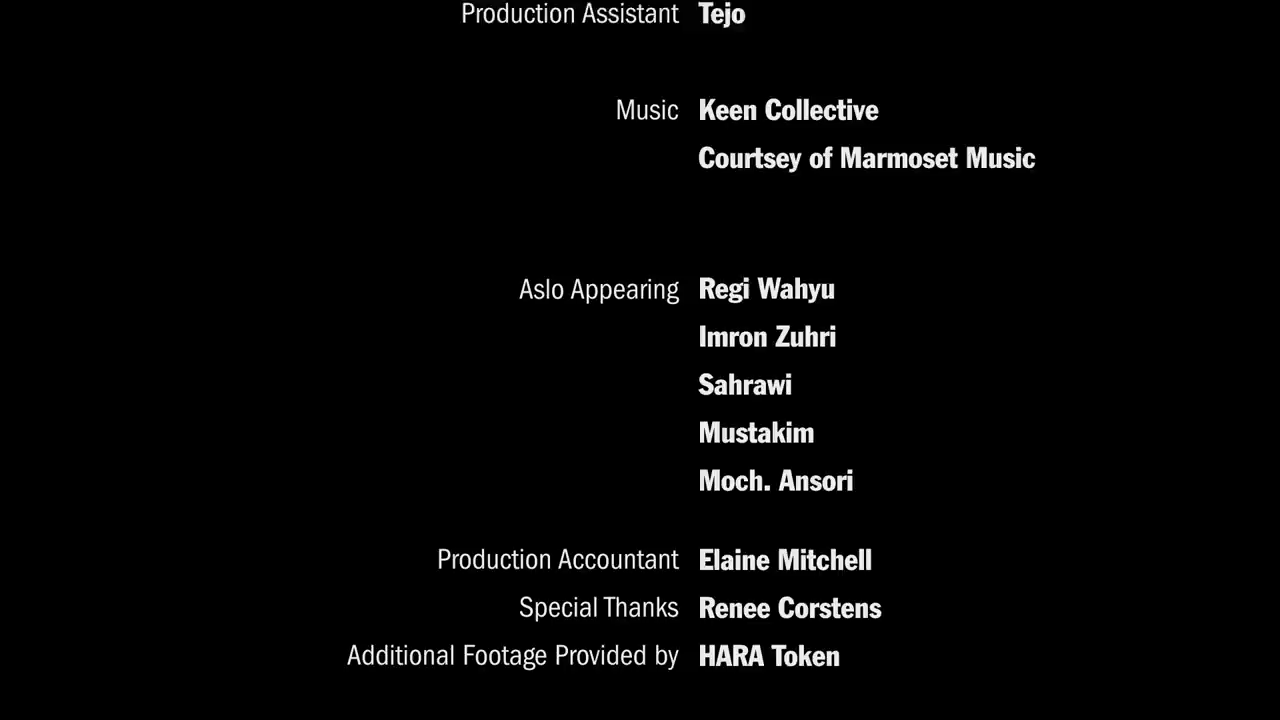 Production Assistant Tejo
Music Keen Collective
Courtsey of Marmoset Music
Aslo Appearing Regi Wahyu
Imron Zuhri
Sahrawi
Mustakim
Moch. Ansori
Production Accountant Elaine Mitchell
Special Thanks Renee Corstens
Additional Footage Provided by HARA Token